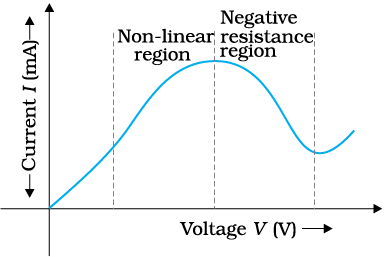 Negative
Non-linear resistance
region region
Current I (mA)
Voltage V (V)